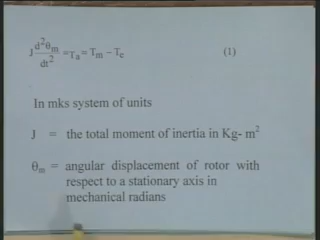 J d²θₘ/dt² = Tₐ = Tₘ − Tₑ (1)
In mks system of units
J = the total moment of inertia in Kg- m²
θₘ = angular displacement of rotor with
respect to a stationary axis in
mechanical radians